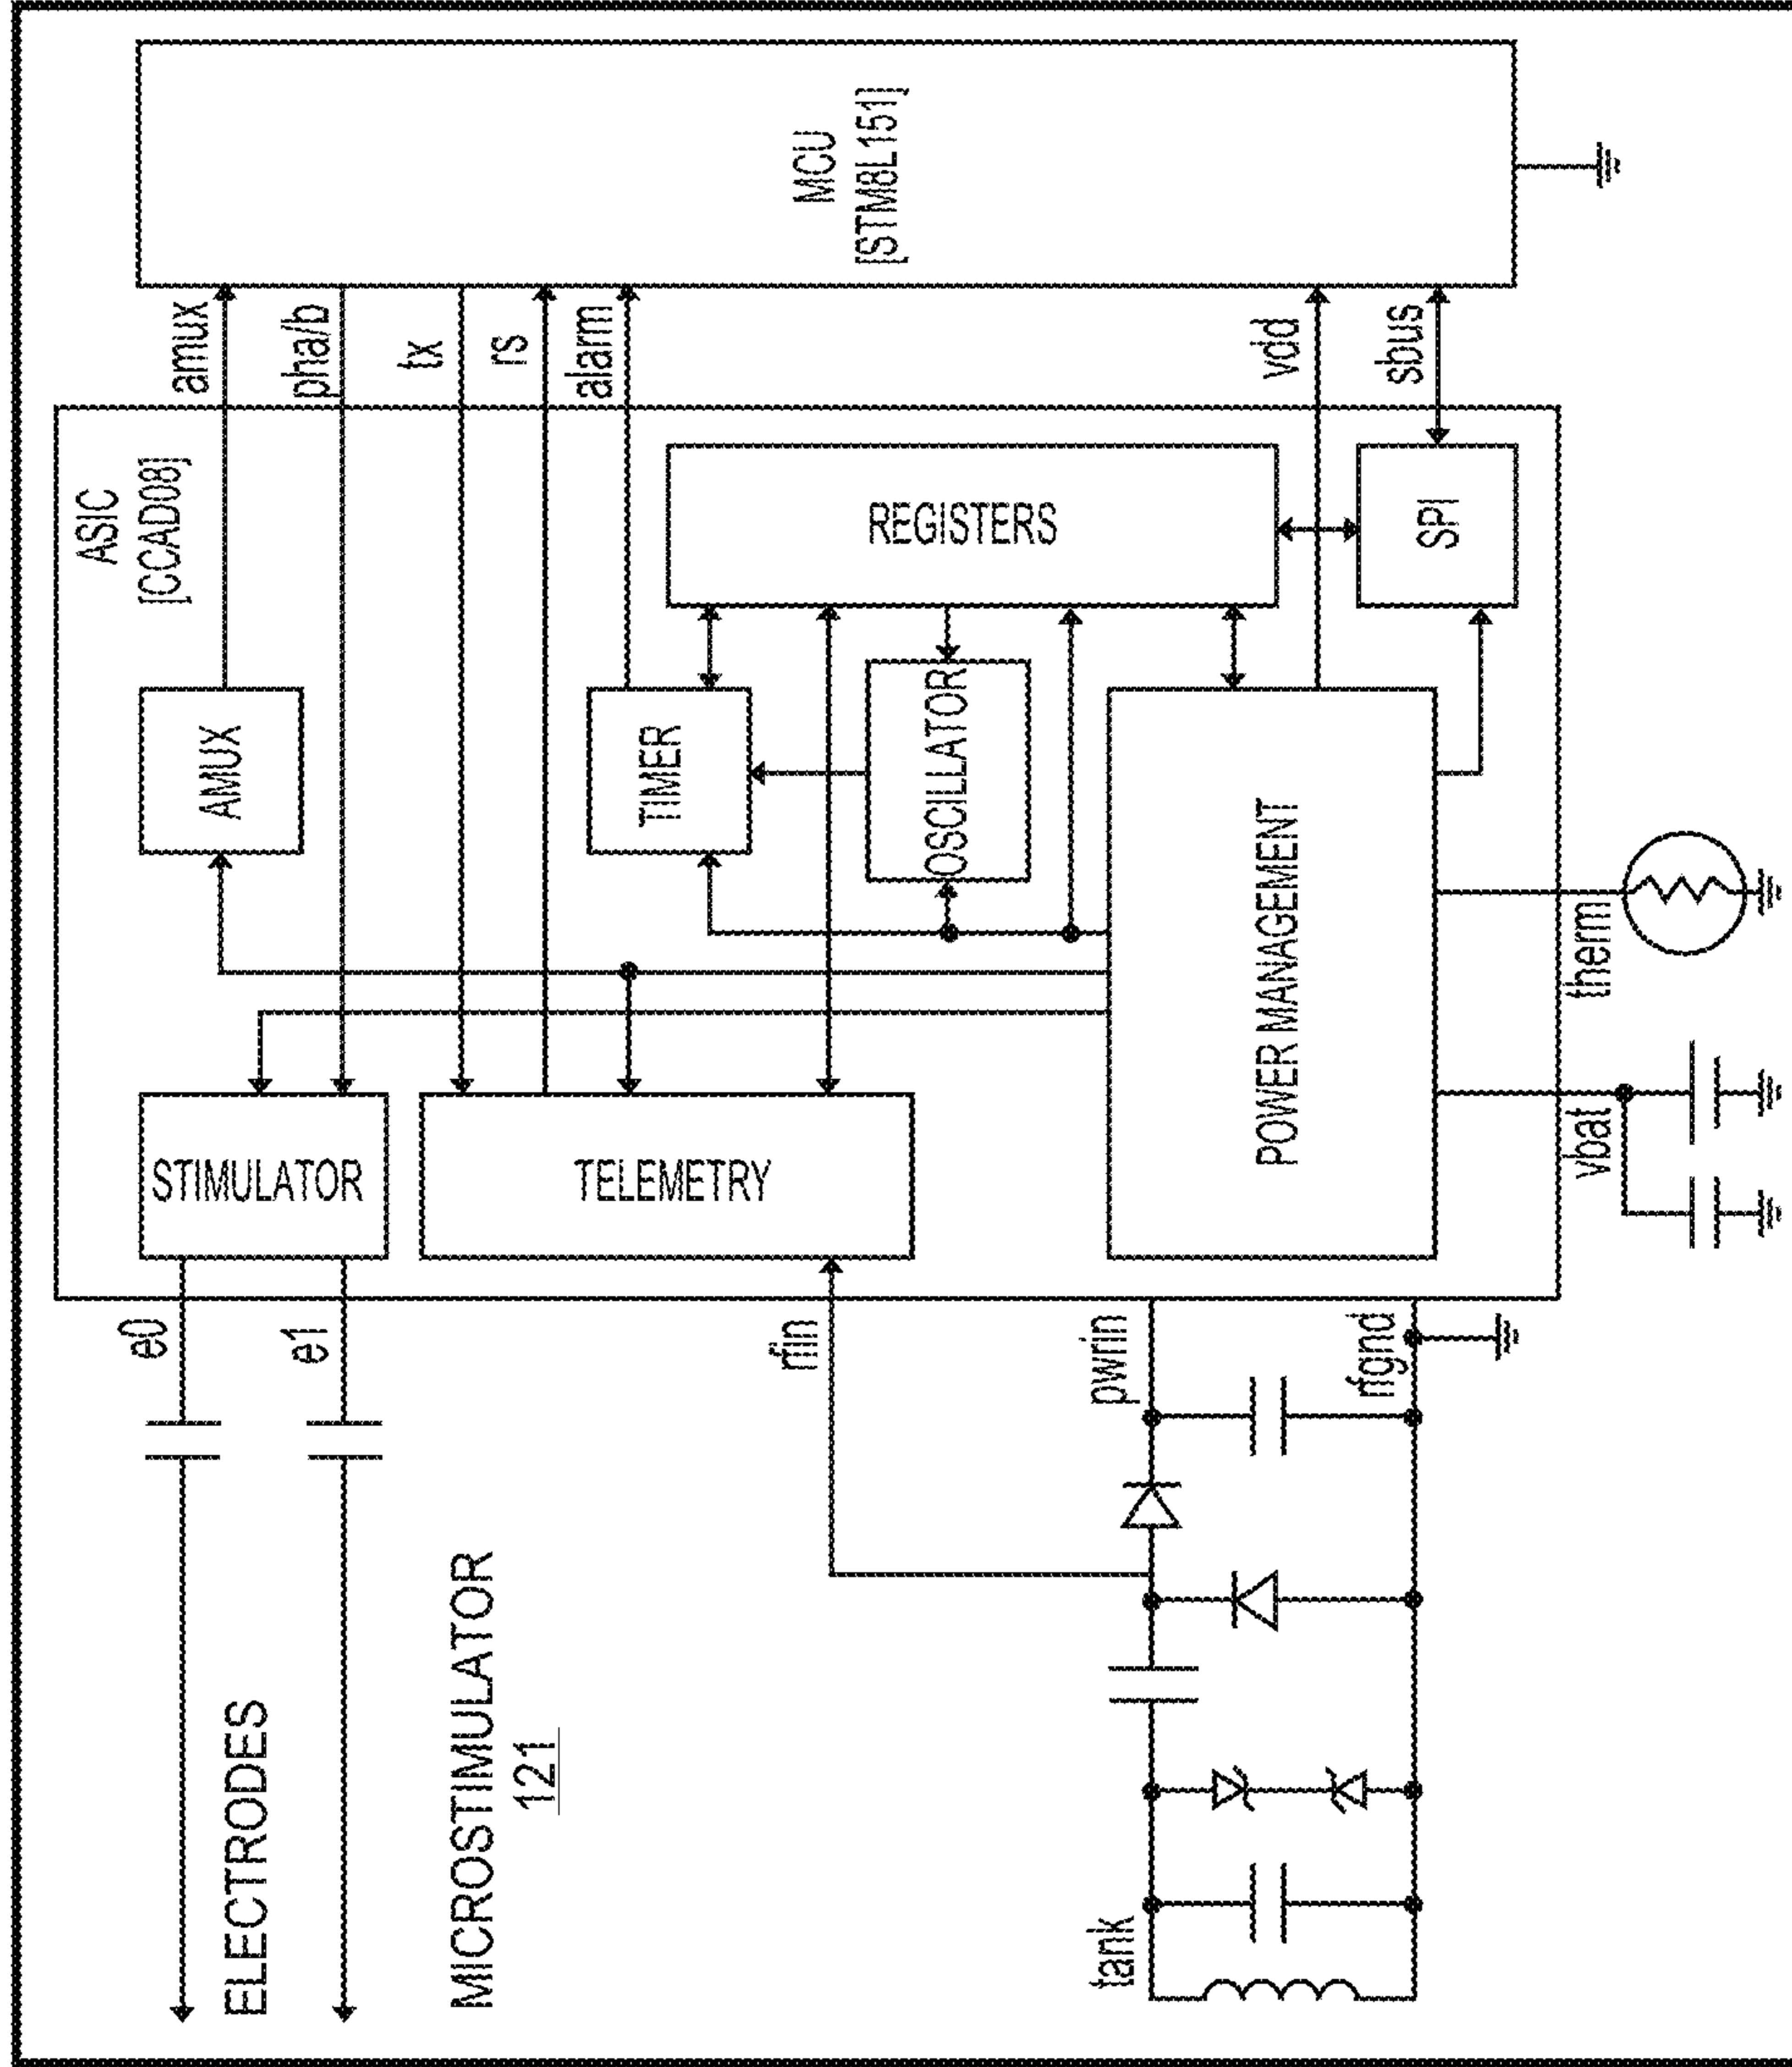 ELECTRODES
MICROSTIMULATOR
121
e0
e1
rfin
tank
pwrin
rfgnd
ASIC
[CCAD08]
STIMULATOR
AMUX
TELEMETRY
TIMER
OSCILLATOR
REGISTERS
POWER MANAGEMENT
SPI
vbat
therm
amux
pha/b
tx
rs
alarm
vdd
sbus
MCU
[STM8L151]